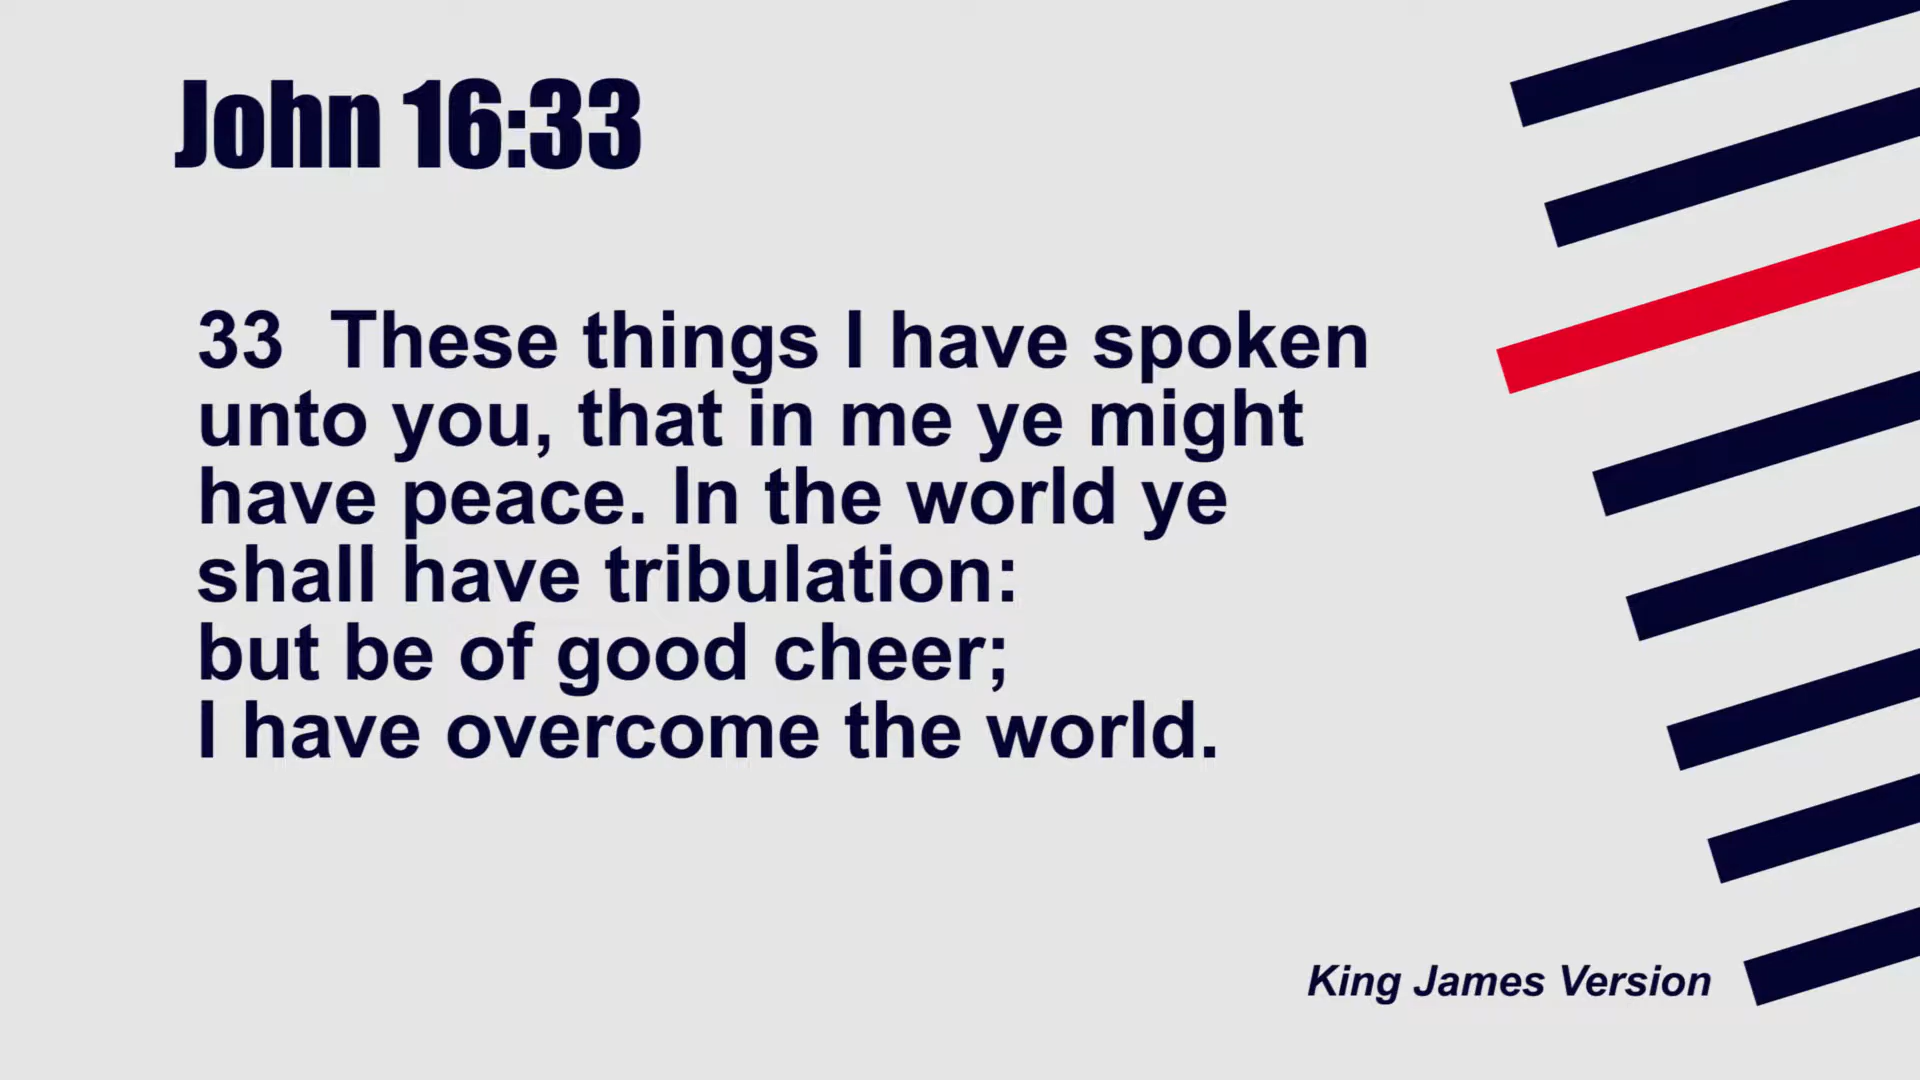 John 16:33
33  These things I have spoken
unto you, that in me ye might
have peace. In the world ye
shall have tribulation:
but be of good cheer;
I have overcome the world.
King James Version